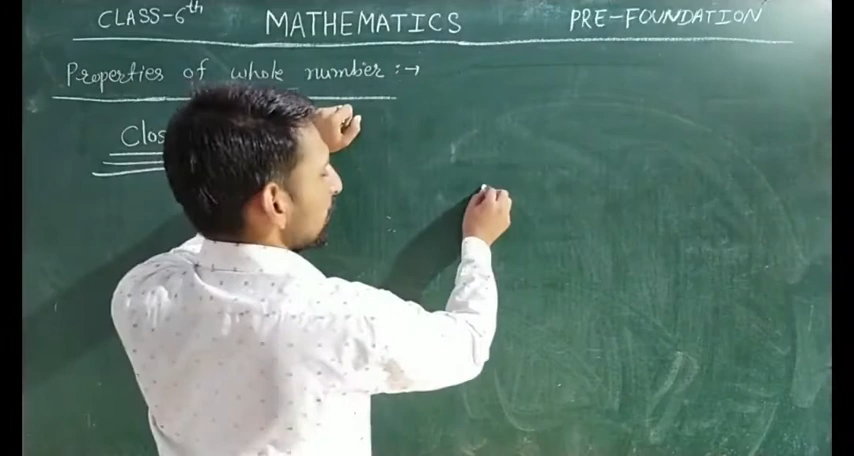 CLASS-6th MATHEMATICS PRE-FOUNDATION
Properties of whole number :→
Clos